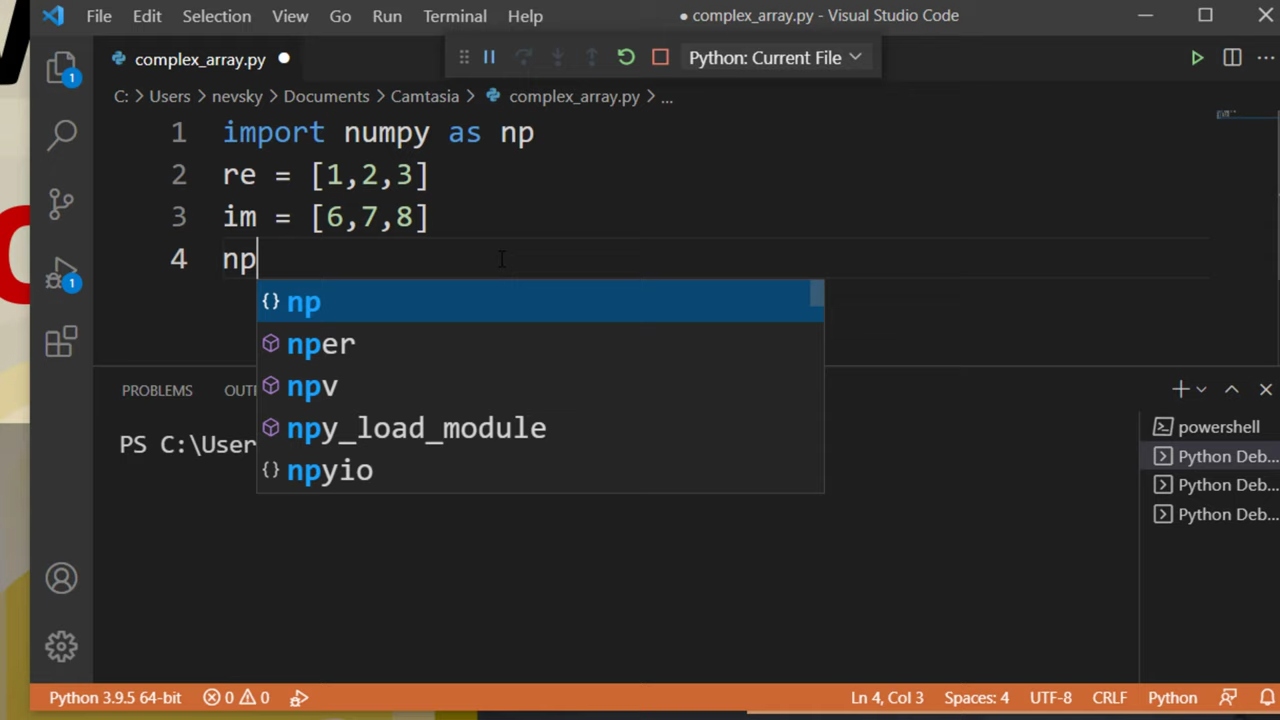 File Edit Selection View Go Run Terminal Help ● complex_array.py - Visual Studio Code
complex_array.py ● Python: Current File
C: > Users > nevsky > Documents > Camtasia > complex_array.py > ...
1 import numpy as np
2 re = [1,2,3]
3 im = [6,7,8]
4 np
{} np
nper
npv
npy_load_module
{} npyio
PROBLEMS OUT
PS C:\User
powershell
Python Deb...
Python Deb...
Python Deb...
1
1
Python 3.9.5 64-bit 0 0 Ln 4, Col 3 Spaces: 4 UTF-8 CRLF Python